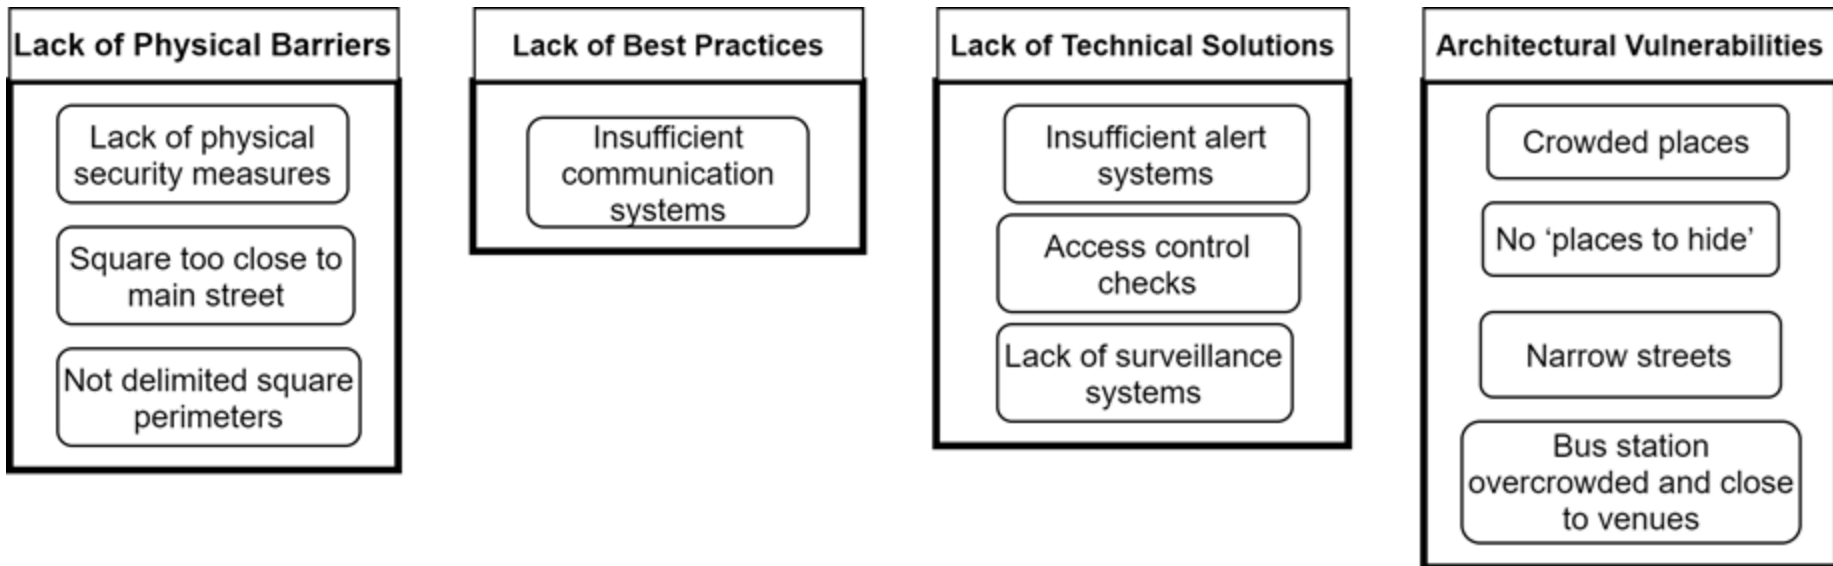 Lack of Physical Barriers
Lack of physical
security measures
Square too close to
main street
Not delimited square
perimeters
Lack of Best Practices
Insufficient
communication
systems
Lack of Technical Solutions
Insufficient alert
systems
Access control
checks
Lack of surveillance
systems
Architectural Vulnerabilities
Crowded places
No ‘places to hide’
Narrow streets
Bus station
overcrowded and close
to venues